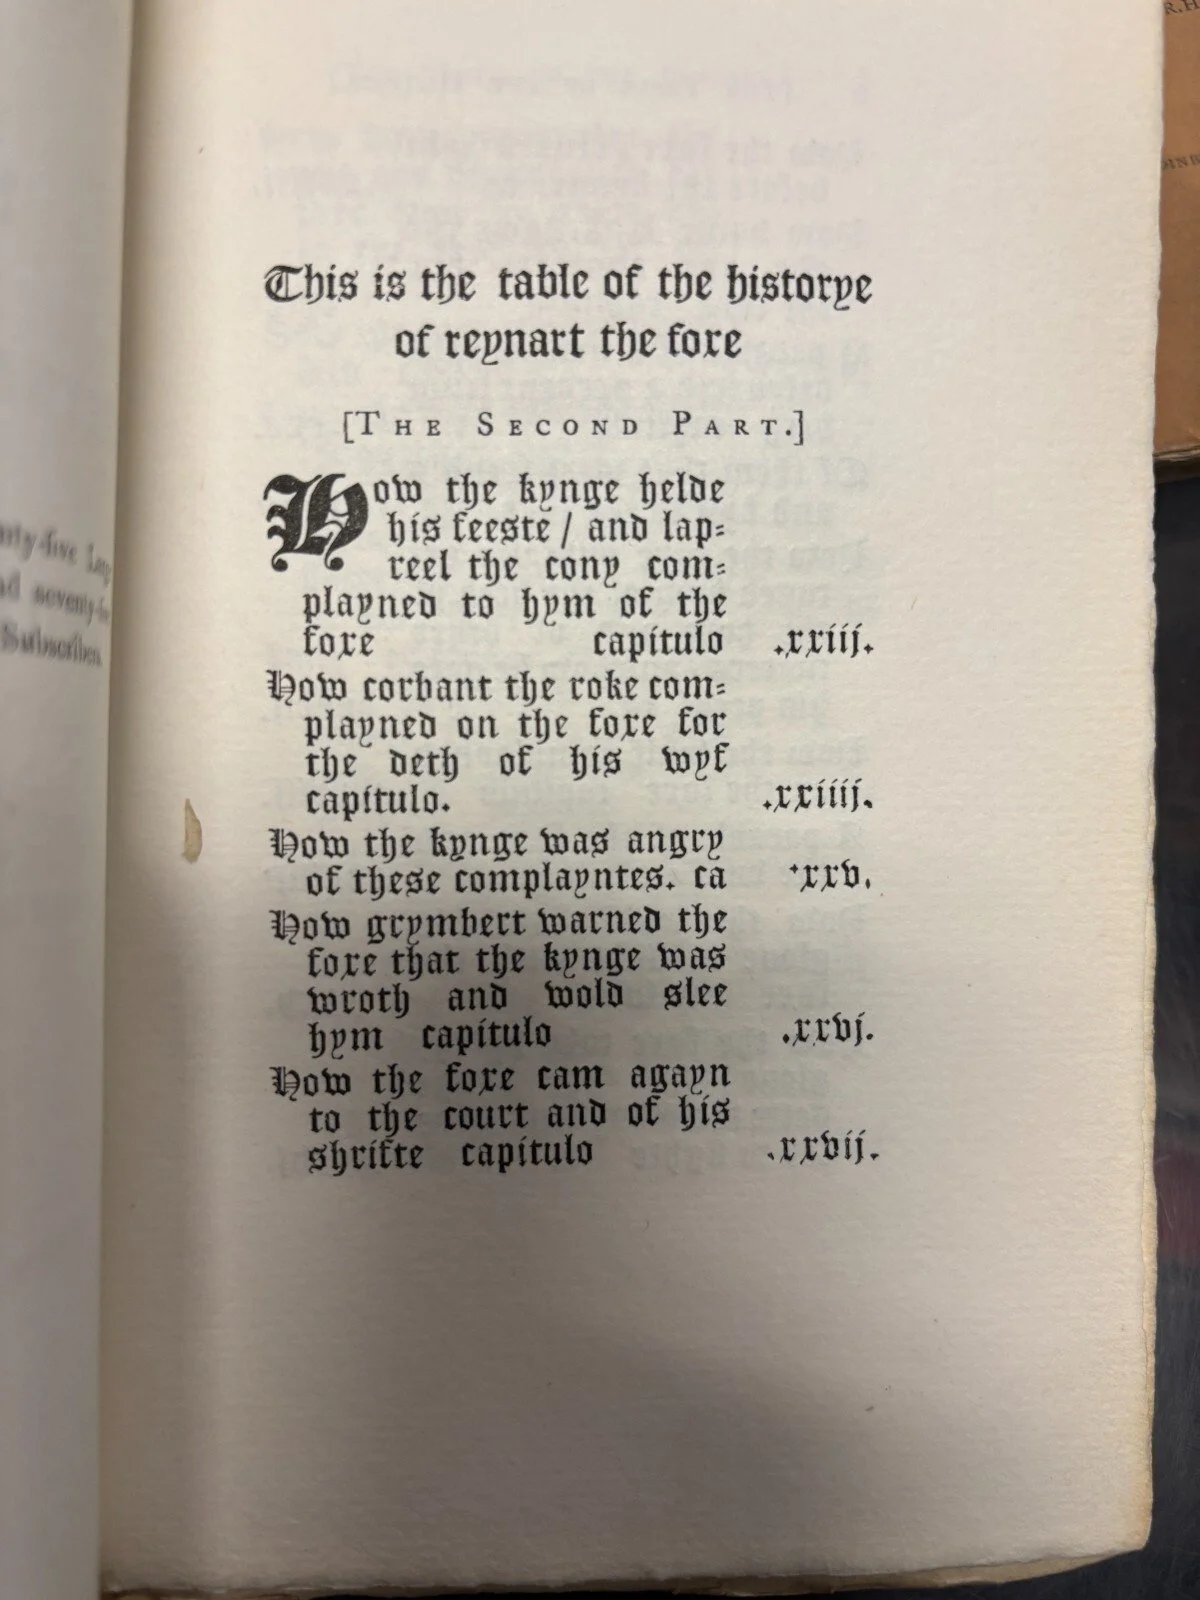 This is the table of the historye
of reynart the foxe
[THE SECOND PART.]
How the kynge helde
his feeste / and lap=
reel the cony com=
playned to hym of the
foxe capitulo .xxiij.
How corbant the roke com=
playned on the foxe for
the deth of his wyf
capitulo. .xxiiij.
How the kynge was angry
of these complayntes. ca .xxv.
How grymbert warned the
foxe that the kynge was
wroth and wold slee
hym capitulo .xxvj.
How the foxe cam agayn
to the court and of his
shrifte capitulo .xxvij.
nty-five
seventy-
Subscribers.
R.H